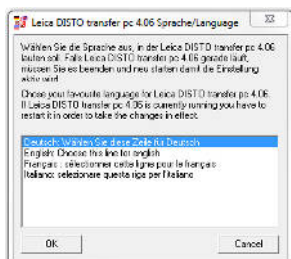 Leica DISTO transfer pc 4.06 Sprache/Language
Wählen Sie die Sprache aus, in der Leica DISTO transfer pc 4.06
laufen soll. Falls Leica DISTO transfer pc 4.06 gerade läuft,
müssen Sie es beenden und neu starten damit die Einstellung
aktiv wird
Chose your favourite language for Leica DISTO transfer pc 4.06.
If Leica DISTO transfer pc 4.06 is currently running you have to
restart it in order to take the changes in effect.
Deutsch: Wählen Sie diese Zeile für Deutsch
English: Choose this line for english
Français : sélectionner cette ligne pour le français
Italiano: selezionare questa riga per l'italiano
OK
Cancel